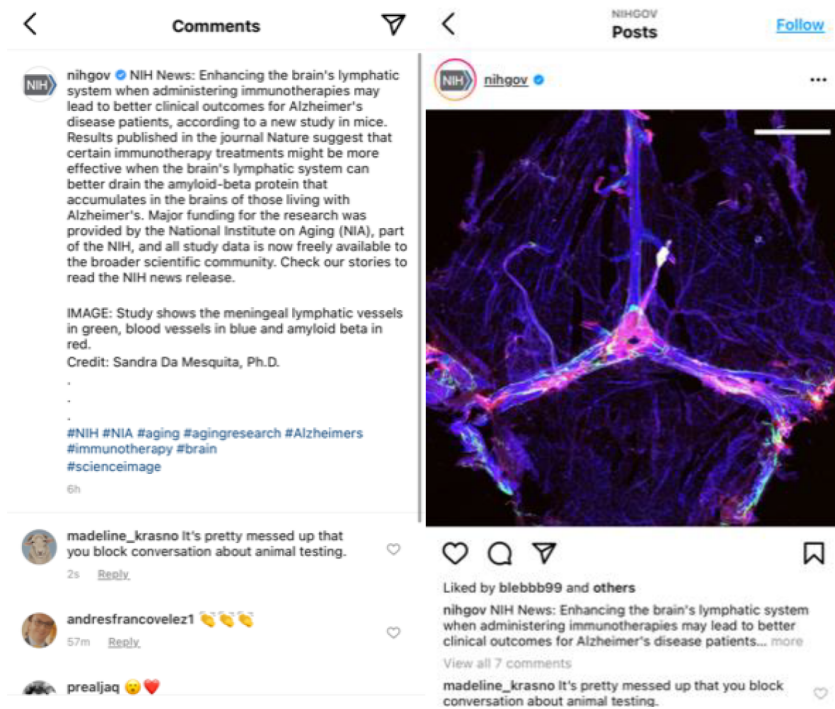 Comments
nihgov NIH News: Enhancing the brain's lymphatic
system when administering immunotherapies may
lead to better clinical outcomes for Alzheimer's
disease patients, according to a new study in mice.
Results published in the journal Nature suggest that
certain immunotherapy treatments might be more
effective when the brain's lymphatic system can
better drain the amyloid-beta protein that
accumulates in the brains of those living with
Alzheimer's. Major funding for the research was
provided by the National Institute on Aging (NIA), part
of the NIH, and all study data is now freely available to
the broader scientific community. Check our stories to
read the NIH news release.
IMAGE: Study shows the meningeal lymphatic vessels
in green, blood vessels in blue and amyloid beta in
red.
Credit: Sandra Da Mesquita, Ph.D.
.
.
.
#NIH #NIA #aging #agingresearch #Alzheimers
#immunotherapy #brain
#scienceimage
6h
NIH
madeline_krasno It's pretty messed up that
you block conversation about animal testing.
2s Reply
andresfrancovelez1 👏👏👏
57m Reply
prealjaq 😯❤️
NIHGOV
Posts
Follow
NIH
nihgov
Liked by blebbb99 and others
nihgov NIH News: Enhancing the brain's lymphatic system
when administering immunotherapies may lead to better
clinical outcomes for Alzheimer's disease patients... more
View all 7 comments
madeline_krasno It's pretty messed up that you block
conversation about animal testing.